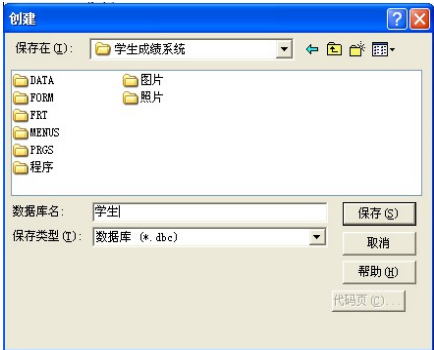 创建
保存在(I): 学生成绩系统
DATA 图片
FORM 照片
FRT
MENUS
PRGS
程序
数据库名: 学生 保存(S)
保存类型(T): 数据库 (*.dbc) 取消
帮助(H)
代码页(C)...